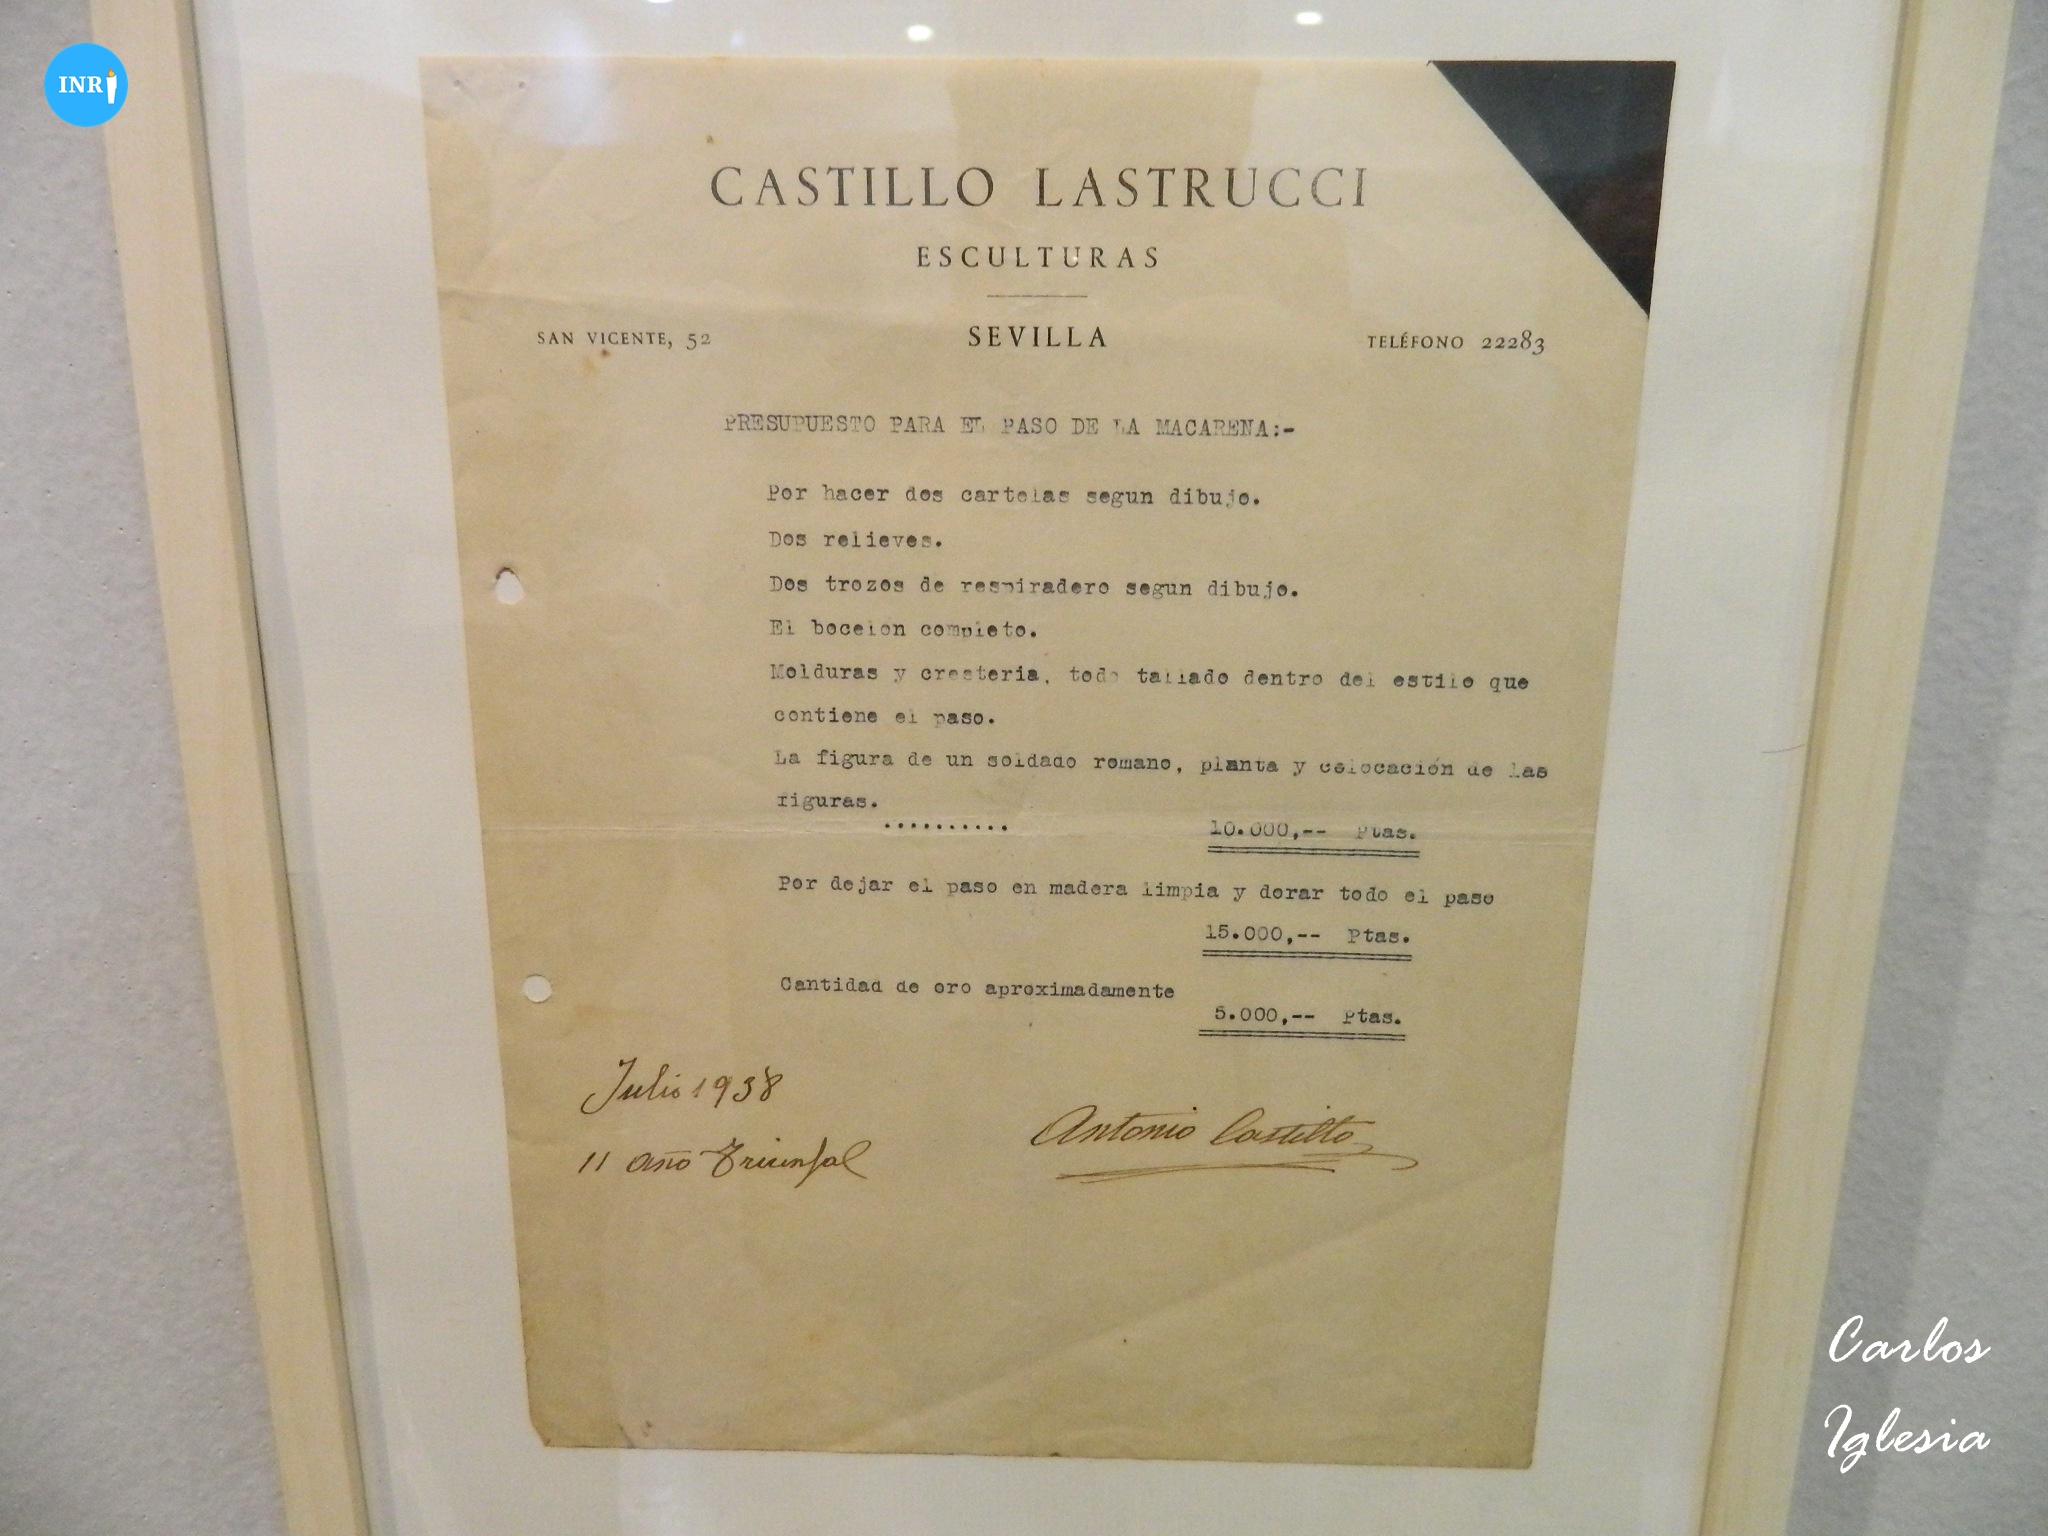 INRI
CASTILLO LASTRUCCI
ESCULTURAS
SAN VICENTE, 52 SEVILLA TELÉFONO 22283
PRESUPUESTO PARA EL PASO DE LA MACARENA:-
Por hacer dos cartelas segun dibujo.
Dos relieves.
Dos trozos de respiradero segun dibujo.
El bocelon completo.
Molduras y cresteria, todo tallado dentro del estilo que
contiene el paso.
La figura de un soldado romano, planta y colocación de las
figuras.
.......... 10.000,-- Ptas.
Por dejar el paso en madera limpia y dorar todo el paso
15.000,-- Ptas.
Cantidad de oro aproximadamente
5.000,-- Ptas.
Julio 1938
11 año Triunfal
Antonio Castillo
Carlos
Iglesia